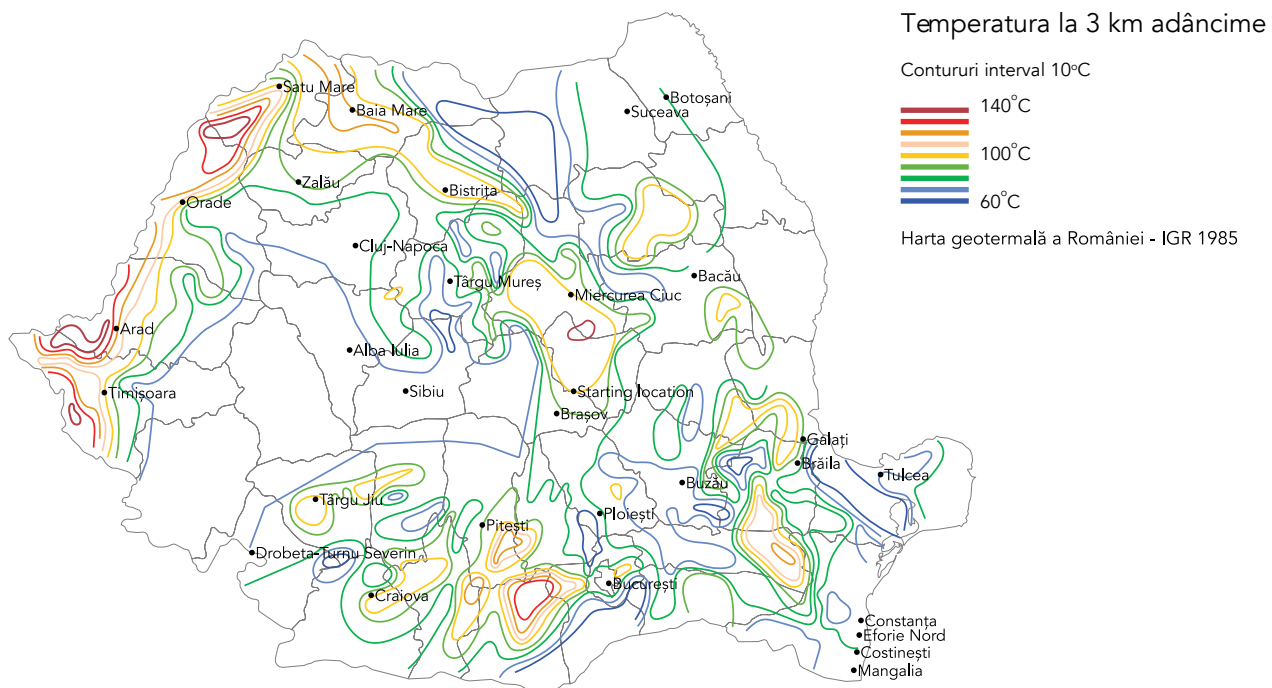 Temperatura la 3 km adâncime
Contururi interval 10°C
140°C
100°C
60°C
Harta geotermală a României - IGR 1985
Satu Mare
Baia Mare
Botoșani
Suceava
Zalău
Bistrița
Orade
Cluj-Napoca
Târgu Mureș
Bacău
Miercurea Ciuc
Arad
Alba Iulia
Timișoara
Sibiu
Starting location
Brașov
Galați
Brăila
Tulcea
Buzău
Târgu Jiu
Ploiești
Pitești
Drobeta-Turnu Severin
București
Craiova
Constanța
Eforie Nord
Costinești
Mangalia